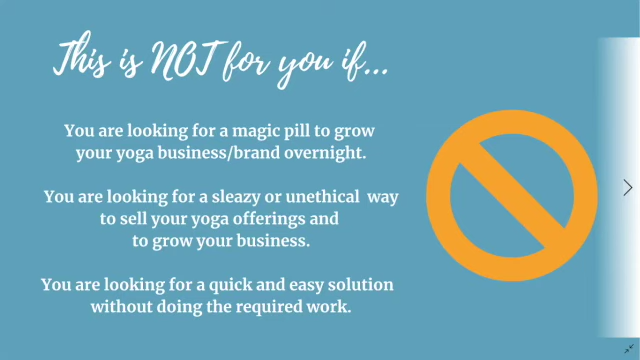 This is NOT for you if...
You are looking for a magic pill to grow
your yoga business/brand overnight.
You are looking for a sleazy or unethical way
to sell your yoga offerings and
to grow your business.
You are looking for a quick and easy solution
without doing the required work.